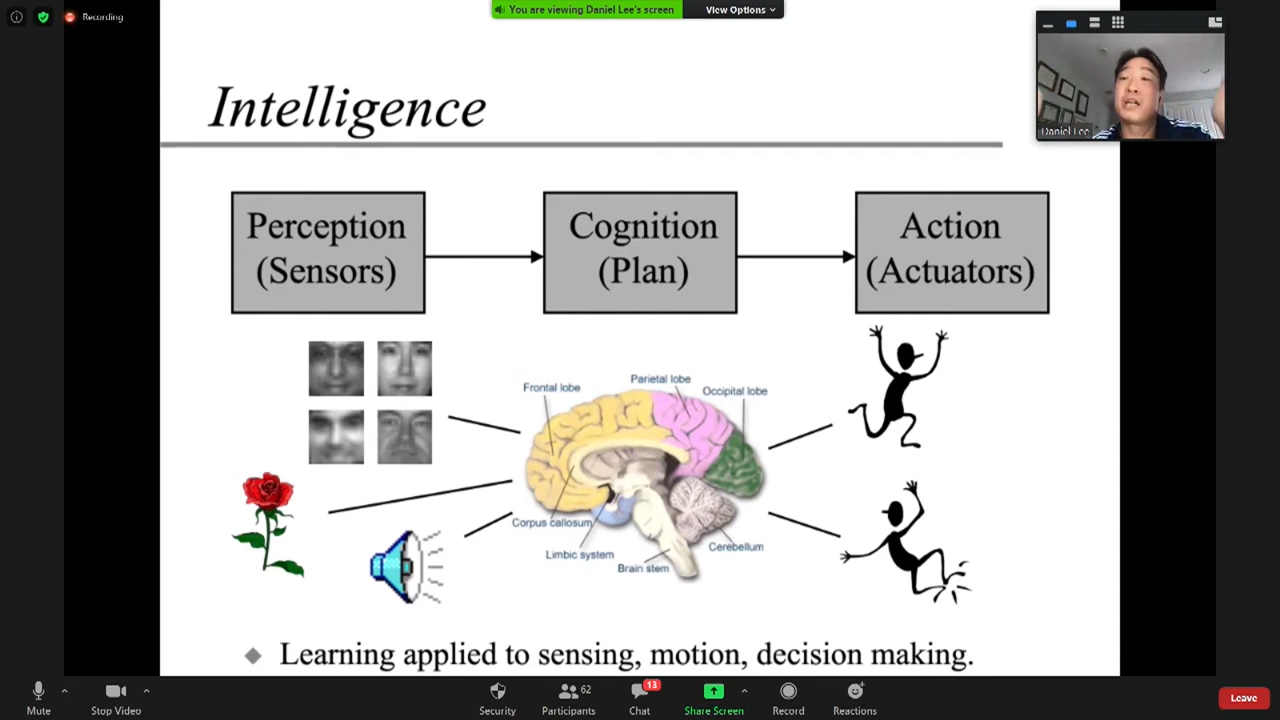 Recording
You are viewing Daniel Lee's screen
View Options
Daniel Lee
Intelligence
Perception
(Sensors)
Cognition
(Plan)
Action
(Actuators)
Frontal lobe
Parietal lobe
Occipital lobe
Corpus callosum
Limbic system
Brain stem
Cerebellum
◆ Learning applied to sensing, motion, decision making.
Mute
Stop Video
Security
62
Participants
13
Chat
Share Screen
Record
Reactions
Leave